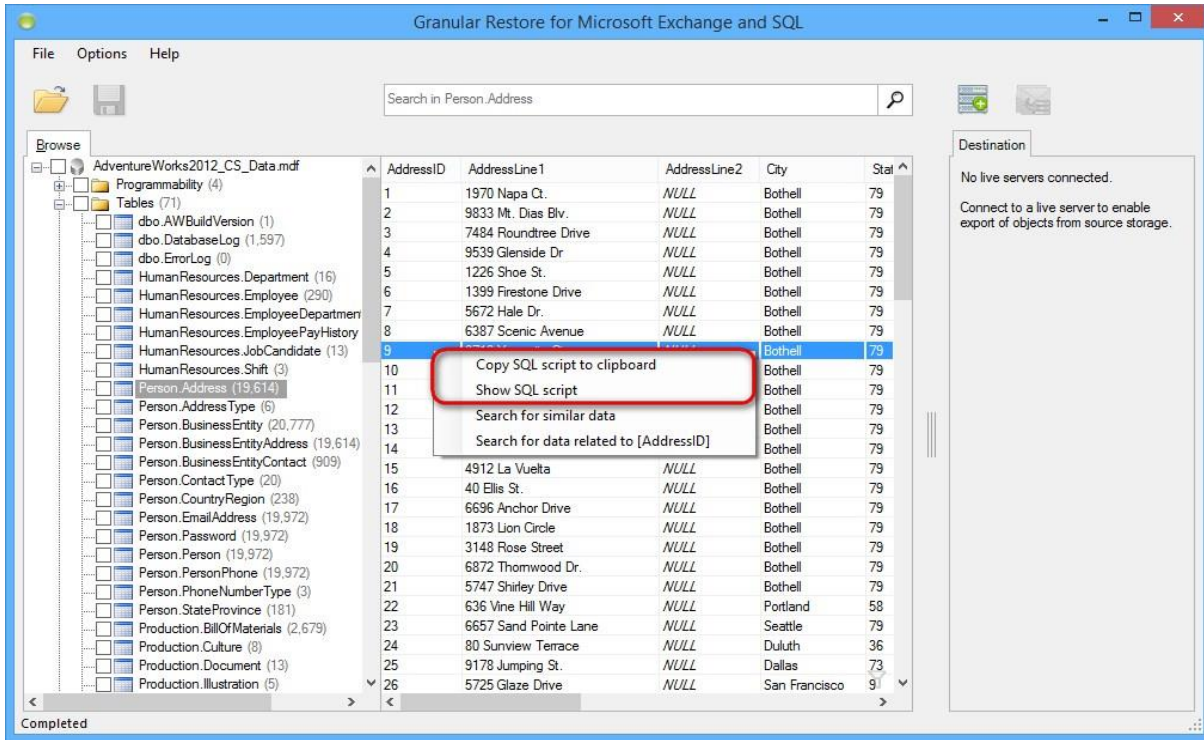 Granular Restore for Microsoft Exchange and SQL
File Options Help
Search in Person.Address
Browse
AdventureWorks2012_CS_Data.mdf
Programmability (4)
Tables (71)
dbo.AWBuildVersion (1)
dbo.DatabaseLog (1,597)
dbo.ErrorLog (0)
HumanResources.Department (16)
HumanResources.Employee (290)
HumanResources.EmployeeDepartmen
HumanResources.EmployeePayHistory
HumanResources.JobCandidate (13)
HumanResources.Shift (3)
Person.Address (19,614)
Person.AddressType (6)
Person.BusinessEntity (20,777)
Person.BusinessEntityAddress (19,614)
Person.BusinessEntityContact (909)
Person.ContactType (20)
Person.CountryRegion (238)
Person.EmailAddress (19,972)
Person.Password (19,972)
Person.Person (19,972)
Person.PersonPhone (19,972)
Person.PhoneNumberType (3)
Person.StateProvince (181)
Production.BillOfMaterials (2,679)
Production.Culture (8)
Production.Document (13)
Production.Illustration (5)
AddressID AddressLine1 AddressLine2 City Stat
1 1970 Napa Ct. NULL Bothell 79
2 9833 Mt. Dias Blv. NULL Bothell 79
3 7484 Roundtree Drive NULL Bothell 79
4 9539 Glenside Dr NULL Bothell 79
5 1226 Shoe St. NULL Bothell 79
6 1399 Firestone Drive NULL Bothell 79
7 5672 Hale Dr. NULL Bothell 79
8 6387 Scenic Avenue NULL Bothell 79
9 Bothell 79
10 Bothell 79
11 Bothell 79
12 Bothell 79
13 Bothell 79
14 Bothell 79
15 4912 La Vuelta NULL Bothell 79
16 40 Ellis St. NULL Bothell 79
17 6696 Anchor Drive NULL Bothell 79
18 1873 Lion Circle NULL Bothell 79
19 3148 Rose Street NULL Bothell 79
20 6872 Thornwood Dr. NULL Bothell 79
21 5747 Shirley Drive NULL Bothell 79
22 636 Vine Hill Way NULL Portland 58
23 6657 Sand Pointe Lane NULL Seattle 79
24 80 Sunview Terrace NULL Duluth 36
25 9178 Jumping St. NULL Dallas 73
26 5725 Glaze Drive NULL San Francisco 9
Copy SQL script to clipboard
Show SQL script
Search for similar data
Search for data related to [AddressID]
Destination
No live servers connected.
Connect to a live server to enable
export of objects from source storage.
Completed